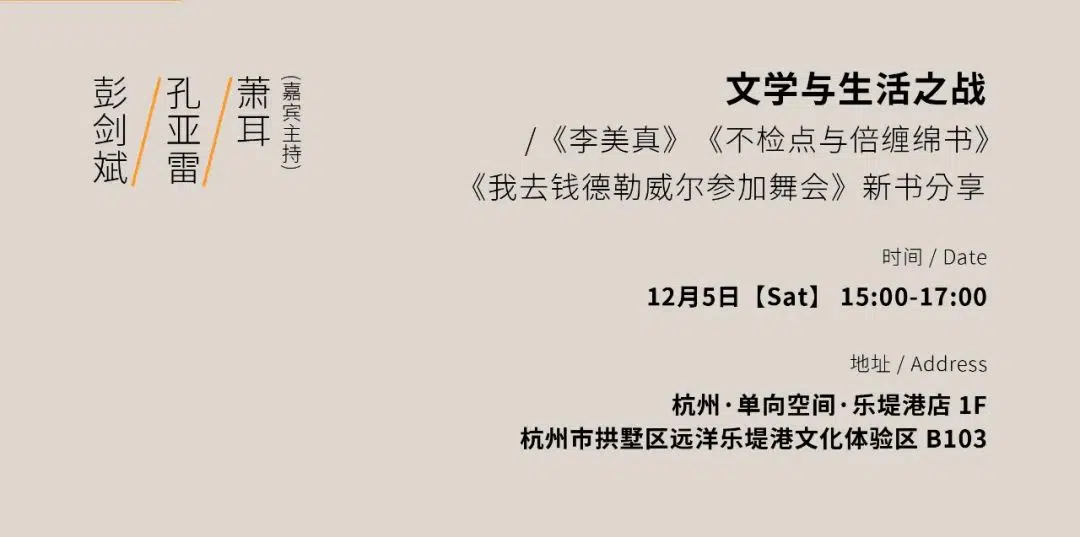 彭剑斌
孔亚雷
萧耳
(嘉宾主持)
文学与生活之战
/《李美真》《不检点与倍缠绵书》
《我去钱德勒威尔参加舞会》新书分享
时间 / Date
12月5日【Sat】 15:00-17:00
地址 / Address
杭州·单向空间·乐堤港店 1F
杭州市拱墅区远洋乐堤港文化体验区 B103